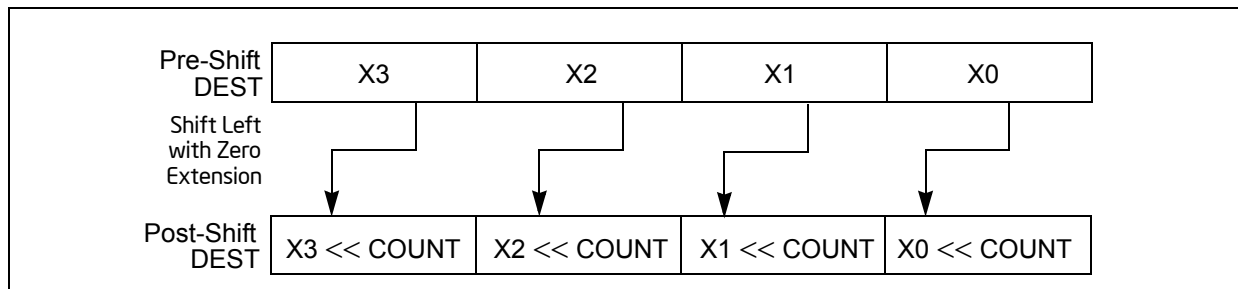 Pre-Shift
DEST
X3 X2 X1 X0
Shift Left
with Zero
Extension
Post-Shift
DEST
X3 << COUNT X2 << COUNT X1 << COUNT X0 << COUNT